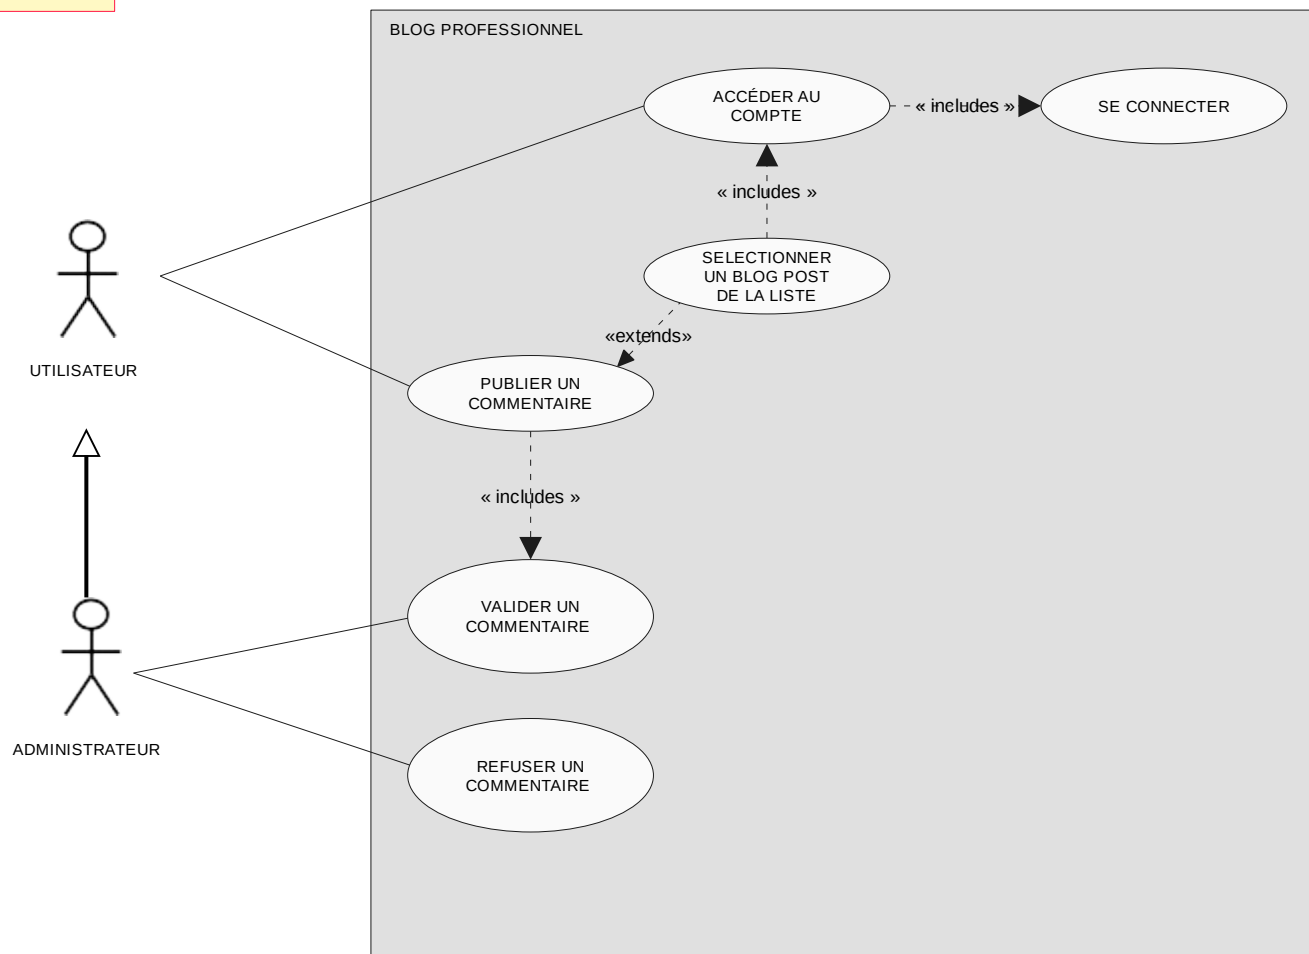 BLOG PROFESSIONNEL
ACCÉDER AU
COMPTE
« includes »
SE CONNECTER
« includes »
SELECTIONNER
UN BLOG POST
DE LA LISTE
«extends»
UTILISATEUR
PUBLIER UN
COMMENTAIRE
« includes »
VALIDER UN
COMMENTAIRE
ADMINISTRATEUR
REFUSER UN
COMMENTAIRE